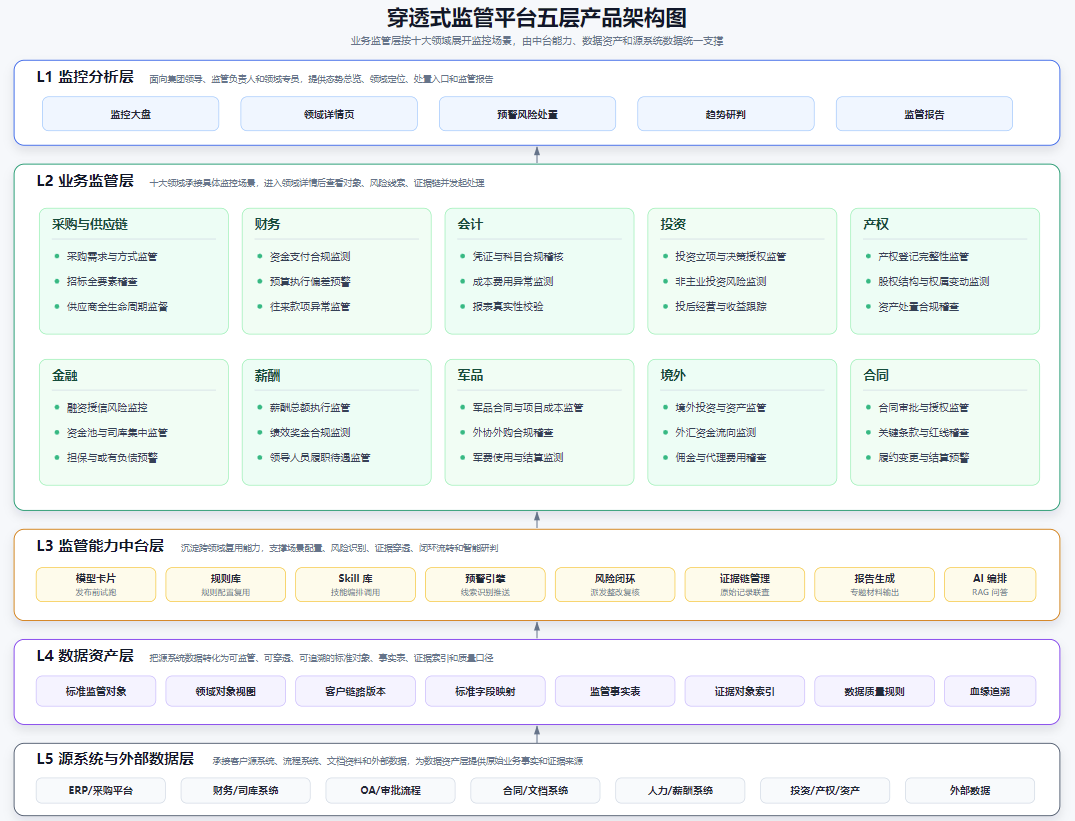 穿透式监管平台五层产品架构图
业务监管层按十大领域展开监控场景，由中台能力、数据资产和源系统数据统一支撑
L1 监控分析层 面向集团领导、监管负责人和领域专员，提供态势总览、领域定位、处置入口和监管报告
监控大盘 领域详情页 预警风险处置 趋势研判 监管报告
L2 业务监管层 十大领域承接具体监控场景，进入领域详情后查看对象、风险线索、证据链并发起处理
采购与供应链
采购需求与方式监管
招标全要素稽查
供应商全生命周期监督
财务
资金支付合规监测
预算执行偏差预警
往来款项异常监管
会计
凭证与科目合规稽核
成本费用异常监测
报表真实性校验
投资
投资立项与决策授权监管
非主业投资风险监测
投后经营与收益跟踪
产权
产权登记完整性监管
股权结构与权属变动监测
资产处置合规稽查
金融
融资授信风险监控
资金池与司库集中监管
担保与或有负债预警
薪酬
薪酬总额执行监管
绩效奖金合规监测
领导人员履职待遇监管
军品
军品合同与项目成本监管
外协外购合规稽查
军费使用与结算监测
境外
境外投资与资产监管
外汇资金流向监测
佣金与代理费用稽查
合同
合同审批与授权监管
关键条款与红线稽查
履约变更与结算预警
L3 监管能力中台层 沉淀跨领域复用能力，支撑场景配置、风险识别、证据穿透、闭环流转和智能研判
模型卡片
发布前试跑
规则库
规则配置复用
Skill 库
技能编排调用
预警引擎
线索识别推送
风险闭环
派发整改复核
证据链管理
原始记录联查
报告生成
专题材料输出
AI 编排
RAG 问答
L4 数据资产层 把源系统数据转化为可监管、可穿透、可追溯的标准对象、事实表、证据索引和质量口径
标准监管对象 领域对象视图 客户链路版本 标准字段映射 监管事实表 证据对象索引 数据质量规则 血缘追溯
L5 源系统与外部数据层 承接客户源系统、流程系统、文档资料和外部数据，为数据资产层提供原始业务事实和证据来源
ERP/采购平台 财务/司库系统 OA/审批流程 合同/文档系统 人力/薪酬系统 投资/产权/资产 外部数据